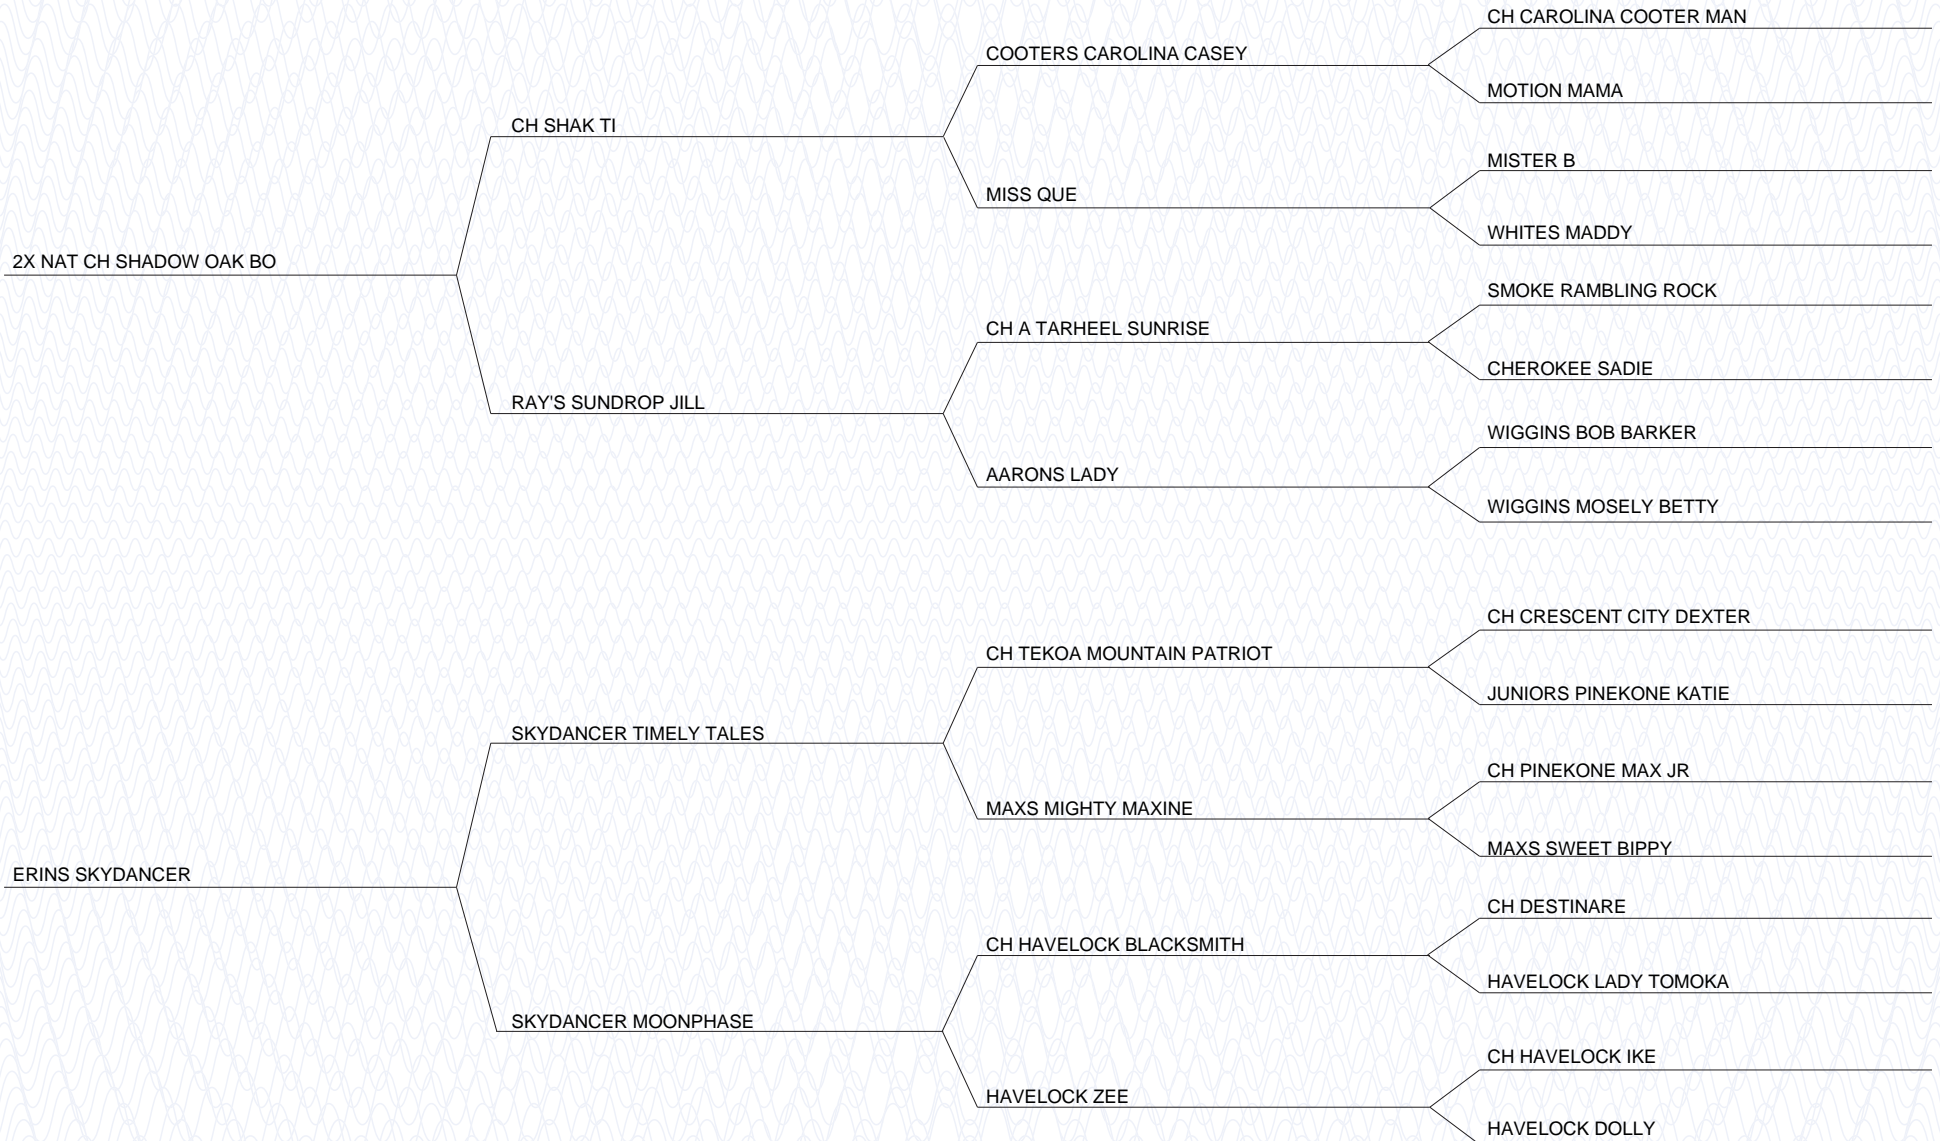 CH CAROLINA COOTER MAN
COOTERS CAROLINA CASEY
MOTION MAMA
CH SHAK TI
MISTER B
MISS QUE
WHITES MADDY
2X NAT CH SHADOW OAK BO
SMOKE RAMBLING ROCK
CH A TARHEEL SUNRISE
CHEROKEE SADIE
RAY'S SUNDROP JILL
WIGGINS BOB BARKER
AARONS LADY
WIGGINS MOSELY BETTY
CH CRESCENT CITY DEXTER
CH TEKOA MOUNTAIN PATRIOT
JUNIORS PINEKONE KATIE
SKYDANCER TIMELY TALES
CH PINEKONE MAX JR
MAXS MIGHTY MAXINE
MAXS SWEET BIPPY
ERINS SKYDANCER
CH DESTINARE
CH HAVELOCK BLACKSMITH
HAVELOCK LADY TOMOKA
SKYDANCER MOONPHASE
CH HAVELOCK IKE
HAVELOCK ZEE
HAVELOCK DOLLY